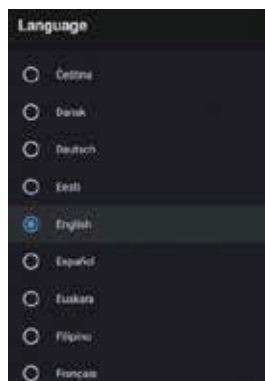 Language
Čeština
Dansk
Deutsch
Eesti
English
Español
Euskara
Filipino
Français